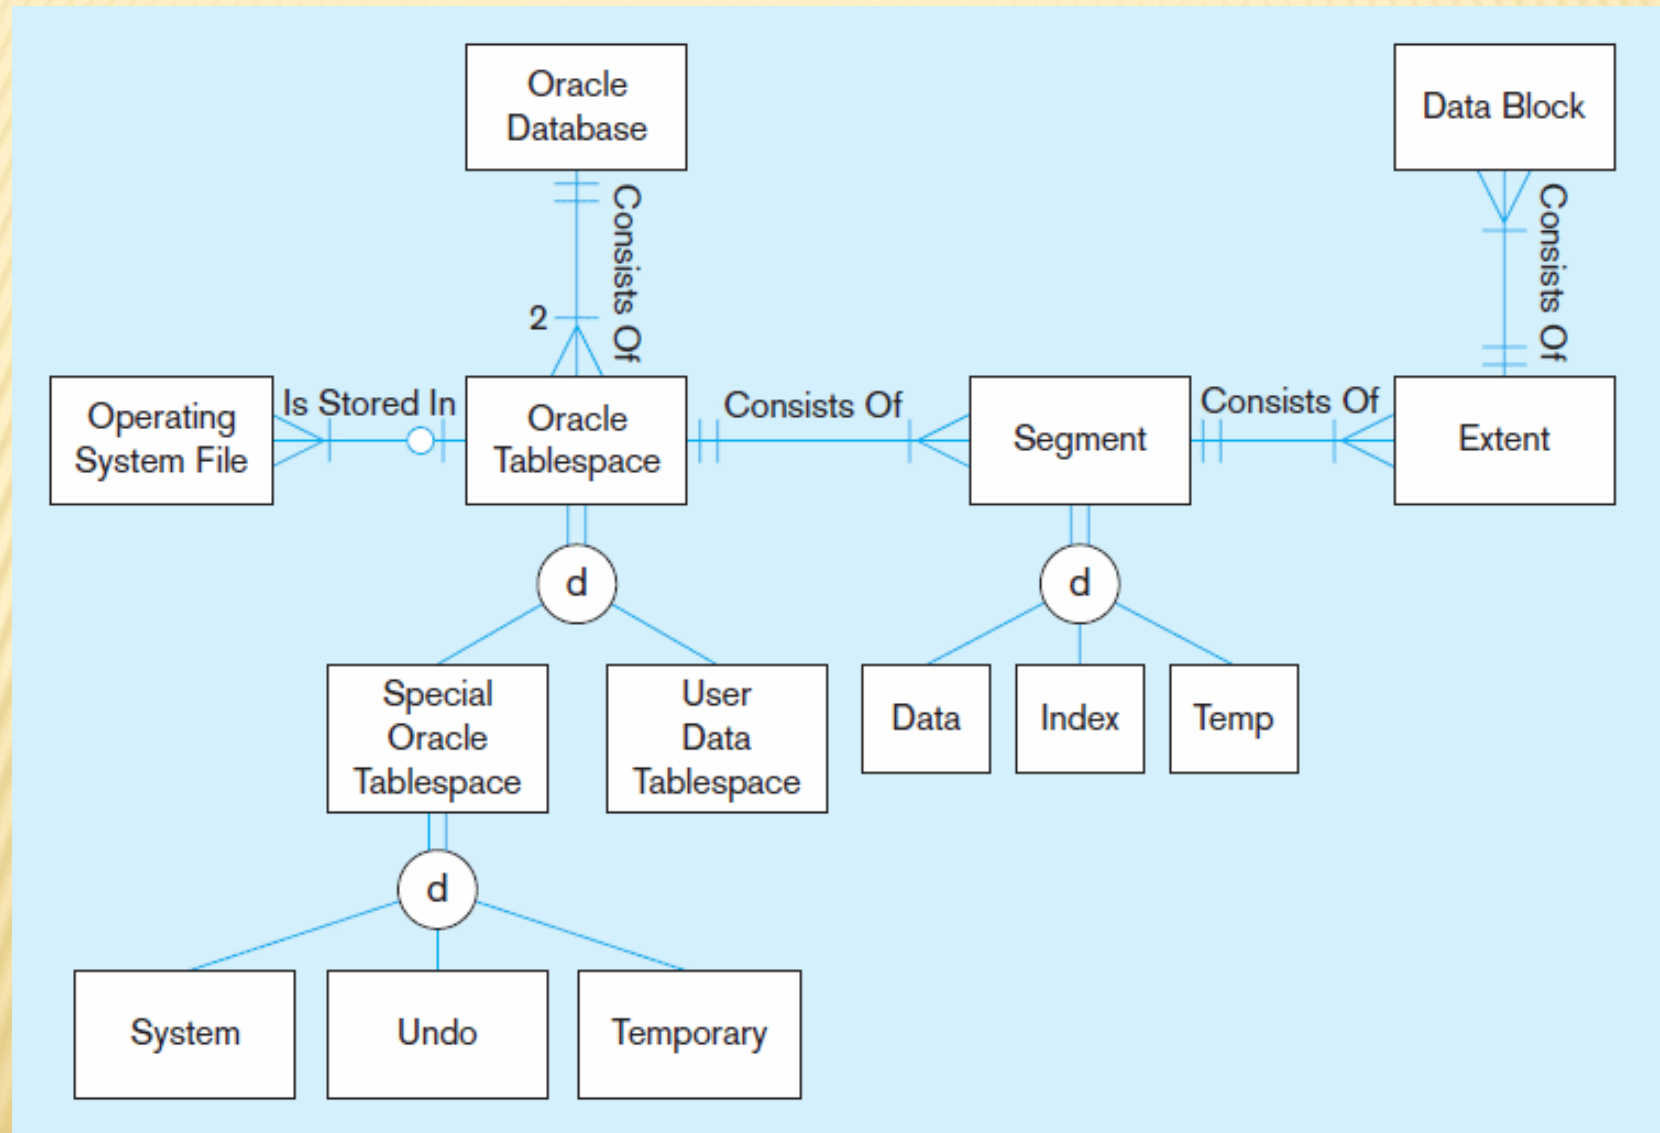 Oracle
Database
Data Block
Consists Of
Consists Of
2
Operating
System File
Is Stored In
Oracle
Tablespace
Consists Of
Segment
Consists Of
Extent
d
d
Special
Oracle
Tablespace
User
Data
Tablespace
Data
Index
Temp
d
System
Undo
Temporary